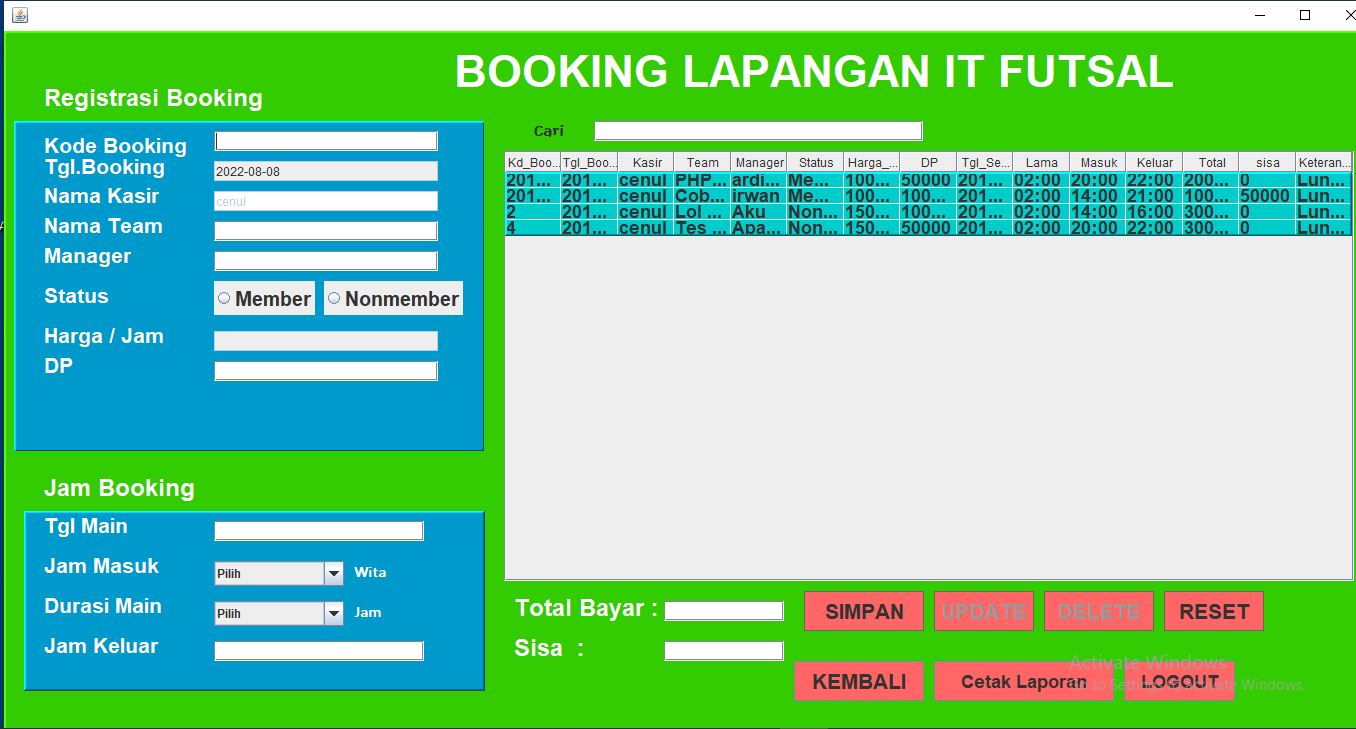 BOOKING LAPANGAN IT FUTSAL
Registrasi Booking
Kode Booking
Tgl.Booking 2022-08-08
Nama Kasir cenul
Nama Team
Manager
Status Member Nonmember
Harga / Jam
DP
Jam Booking
Tgl Main
Jam Masuk Pilih Wita
Durasi Main Pilih Jam
Jam Keluar
Cari
Kd_Boo... Tgl_Boo... Kasir Team Manager Status Harga_... DP Tgl_Se... Lama Masuk Keluar Total sisa Keteran...
201... 201... cenul PHP... ardi... Me... 100... 50000 201... 02:00 20:00 22:00 200... 0 Lun...
201... 201... cenul Cob... irwan Me... 100... 100... 201... 02:00 14:00 21:00 100... 50000 Lun...
2 201... cenul Lol ... Aku Non... 150... 100... 201... 02:00 14:00 16:00 300... 0 Lun...
4 201... cenul Tes ... Apa... Non... 150... 50000 201... 02:00 20:00 22:00 300... 0 Lun...
Total Bayar :
Sisa :
SIMPAN UPDATE DELETE RESET
KEMBALI Cetak Laporan LOGOUT
Activate Windows
Go to Settings to activate Windows.